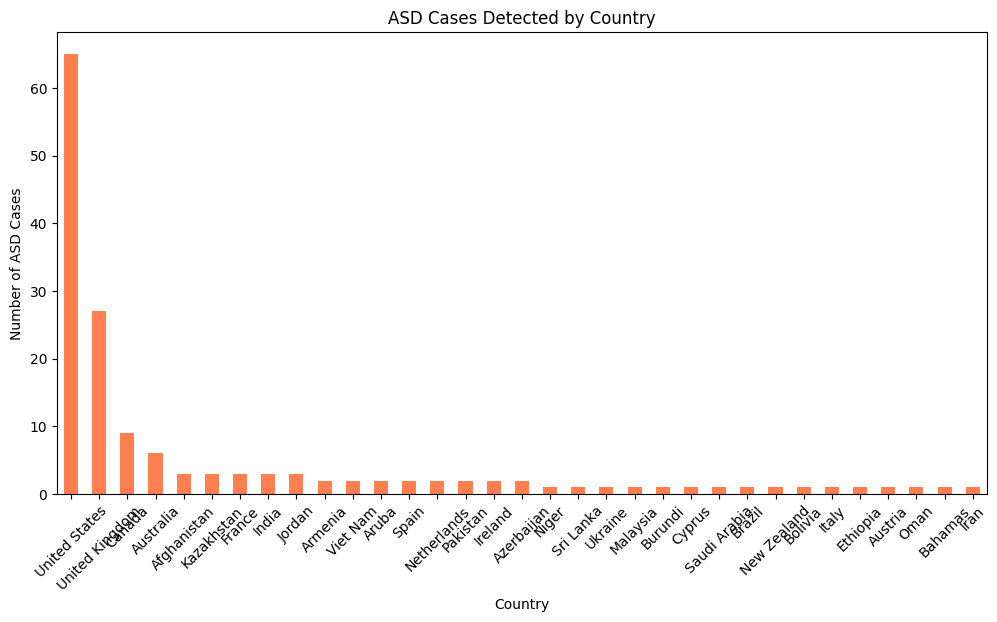 ASD Cases Detected by Country
Number of ASD Cases
60
50
40
30
20
10
0
United States
United Kingdom
Canada
Australia
Afghanistan
Kazakhstan
France
India
Jordan
Armenia
Viet Nam
Aruba
Spain
Netherlands
Pakistan
Ireland
Azerbaijan
Niger
Sri Lanka
Ukraine
Malaysia
Burundi
Cyprus
Saudi Arabia
Brazil
New Zealand
Bolivia
Italy
Ethiopia
Austria
Oman
Bahamas
Iran
Country